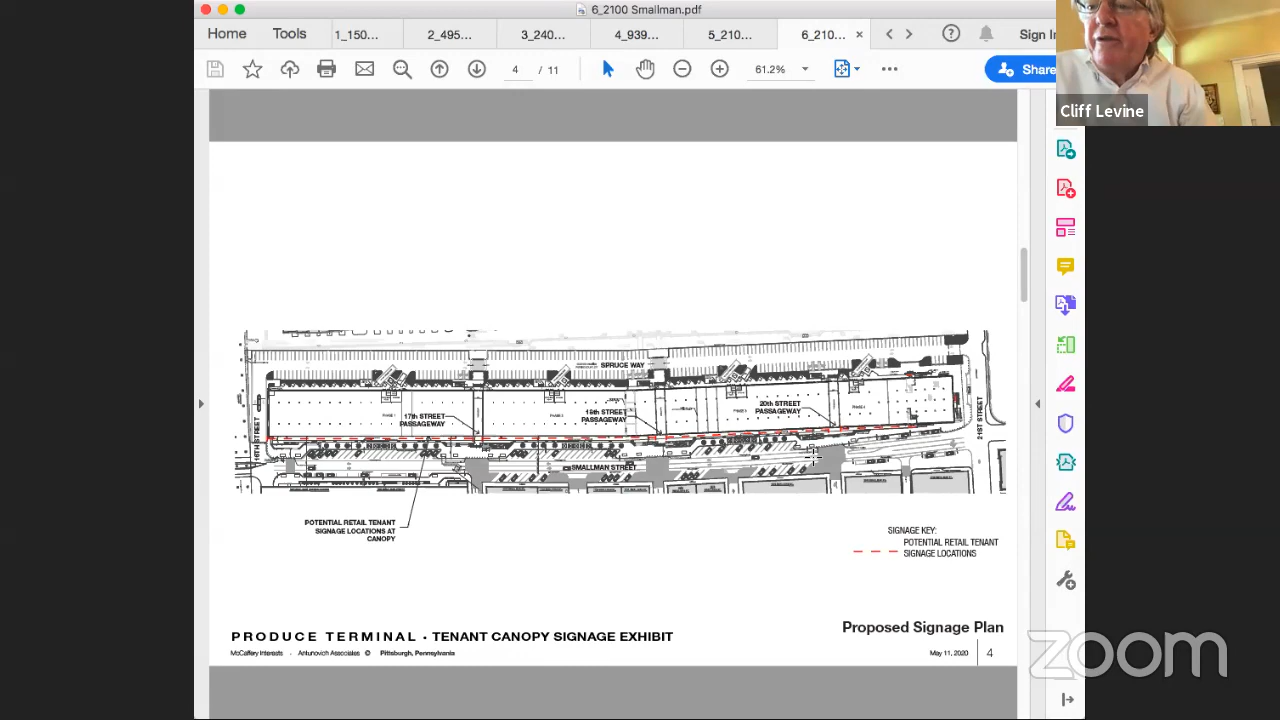 6_2100 Smallman.pdf
Home Tools 1_150... 2_495... 3_240... 4_939... 5_210... 6_210... × Sign In
4 / 11 61.2% Share
Cliff Levine
SPRUCE WAY
17th STREET
PASSAGEWAY
20th STREET
PASSAGEWAY
PASSAGEWAY
16TH STREET
21ST STREET
SMALLMAN STREET
POTENTIAL RETAIL TENANT
SIGNAGE LOCATIONS AT
CANOPY
SIGNAGE KEY:
POTENTIAL RETAIL TENANT
SIGNAGE LOCATIONS
PRODUCE TERMINAL · TENANT CANOPY SIGNAGE EXHIBIT
McCaffery Interests · Antunovich Associates © Pittsburgh, Pennsylvania
Proposed Signage Plan
May 11, 2020 4
zoom